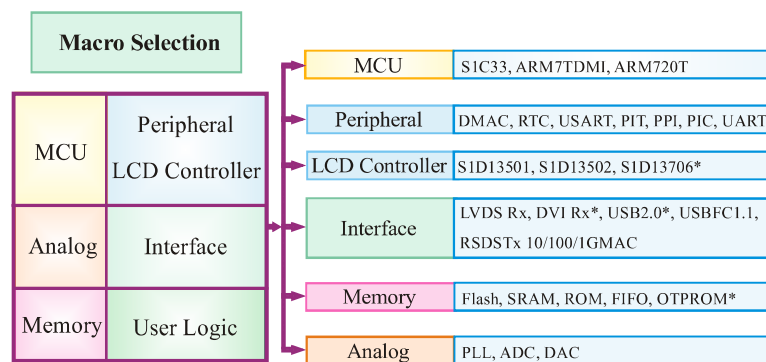 Macro Selection
MCU
Peripheral
LCD Controller
Analog
Interface
Memory
User Logic
MCU
S1C33, ARM7TDMI, ARM720T
Peripheral
DMAC, RTC, USART, PIT, PPI, PIC, UART
LCD Controller
S1D13501, S1D13502, S1D13706*
Interface
LVDS Rx, DVI Rx*, USB2.0*, USBFC1.1,
RSDSTx 10/100/1GMAC
Memory
Flash, SRAM, ROM, FIFO, OTPROM*
Analog
PLL, ADC, DAC